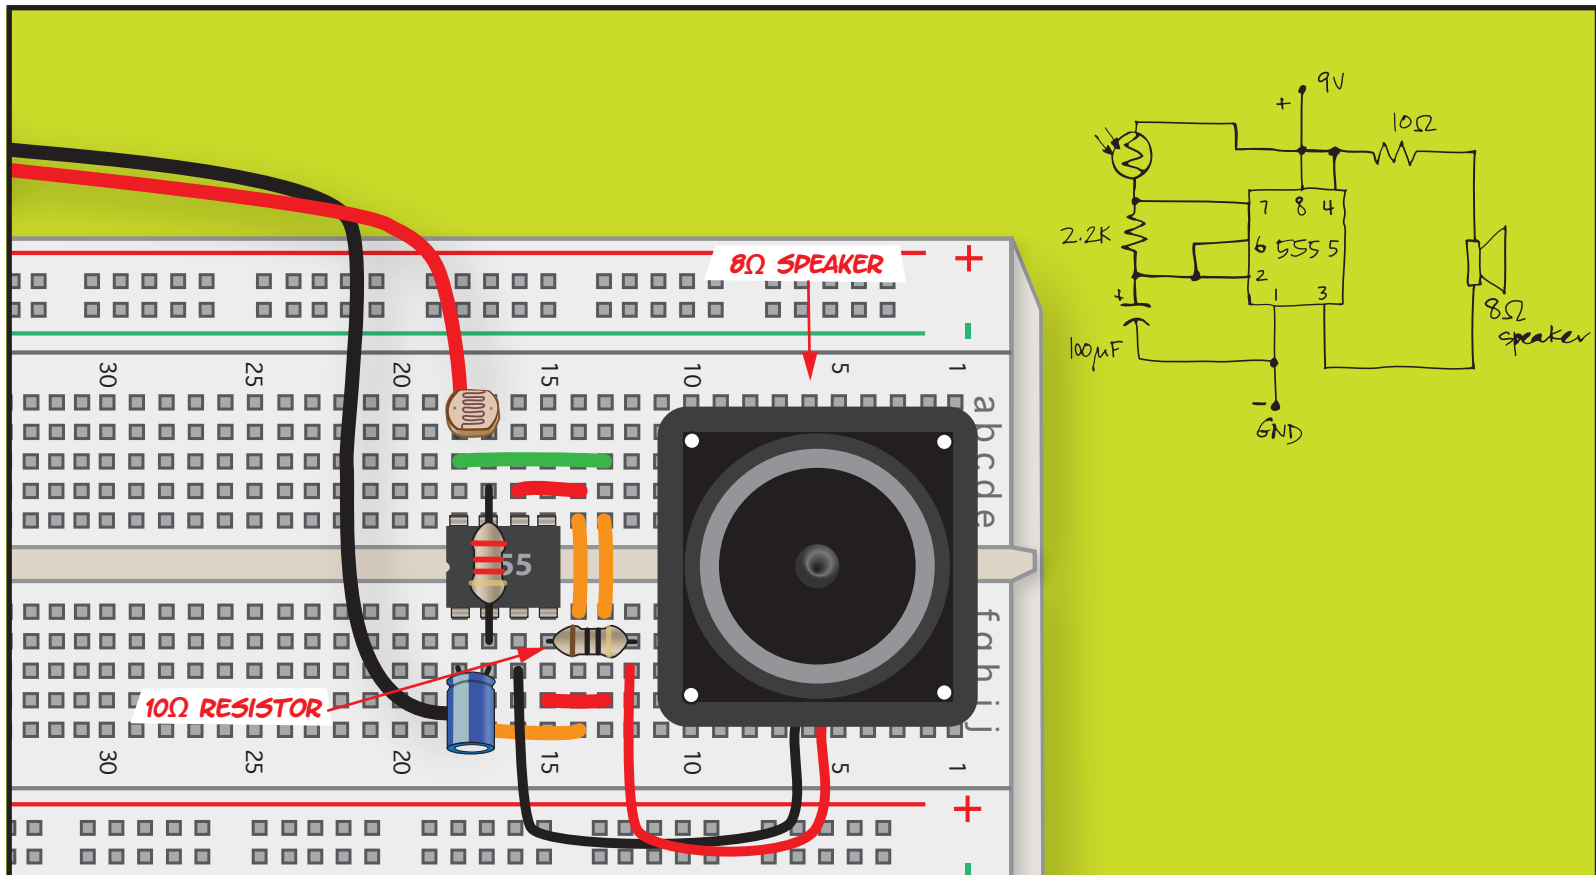 8Ω SPEAKER
+
-
30
25
20
15
10
5
1
a
b
c
d
e
f
g
h
i
j
55
10Ω RESISTOR
30
25
20
15
10
5
1
+
-
9V
+
10Ω
7 8 4
2.2K
6 555 5
2
+
1 3
8Ω
speaker
100µF
-
GND